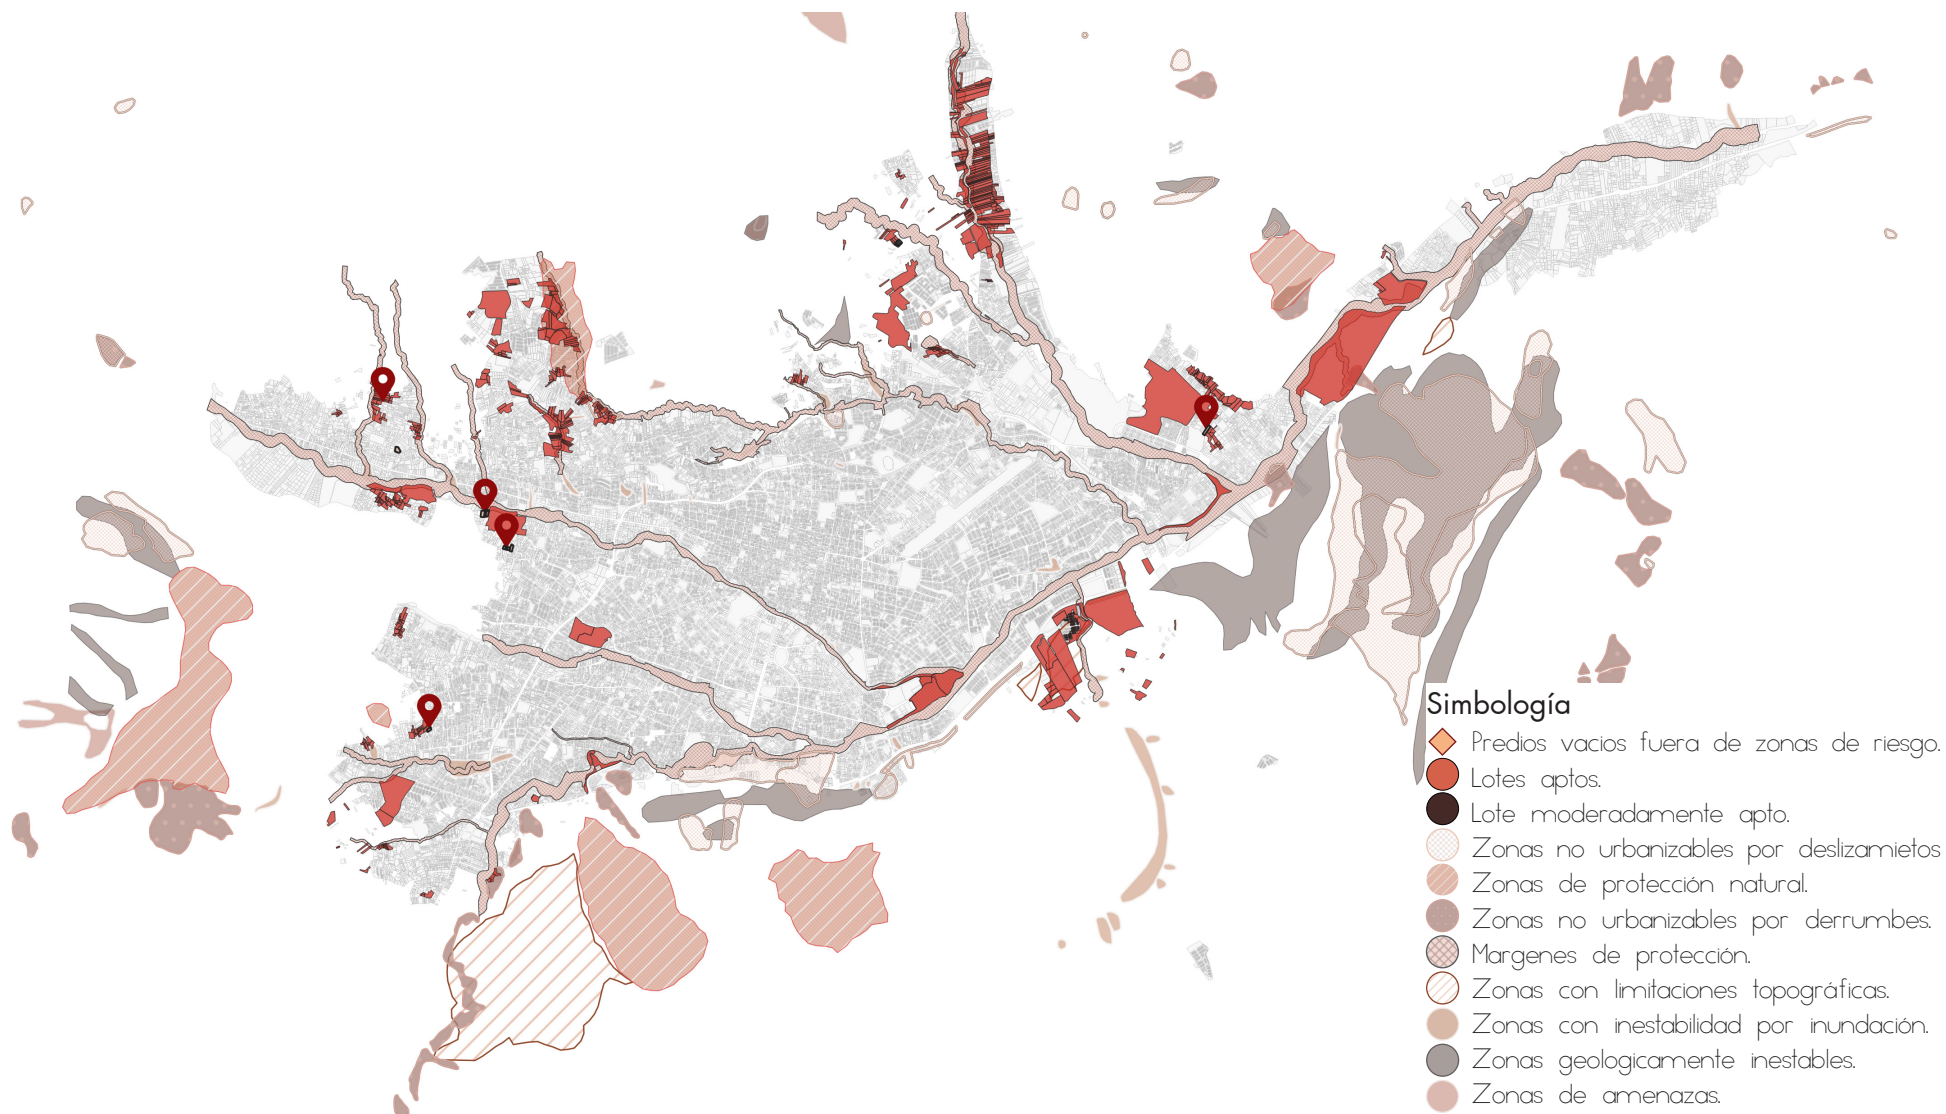 Simbología
Predios vacios fuera de zonas de riesgo.
Lotes aptos.
Lote moderadamente apto.
Zonas no urbanizables por deslizamietos
Zonas de protección natural.
Zonas no urbanizables por derrumbes.
Margenes de protección.
Zonas con limitaciones topográficas.
Zonas con inestabilidad por inundación.
Zonas geologicamente inestables.
Zonas de amenazas.